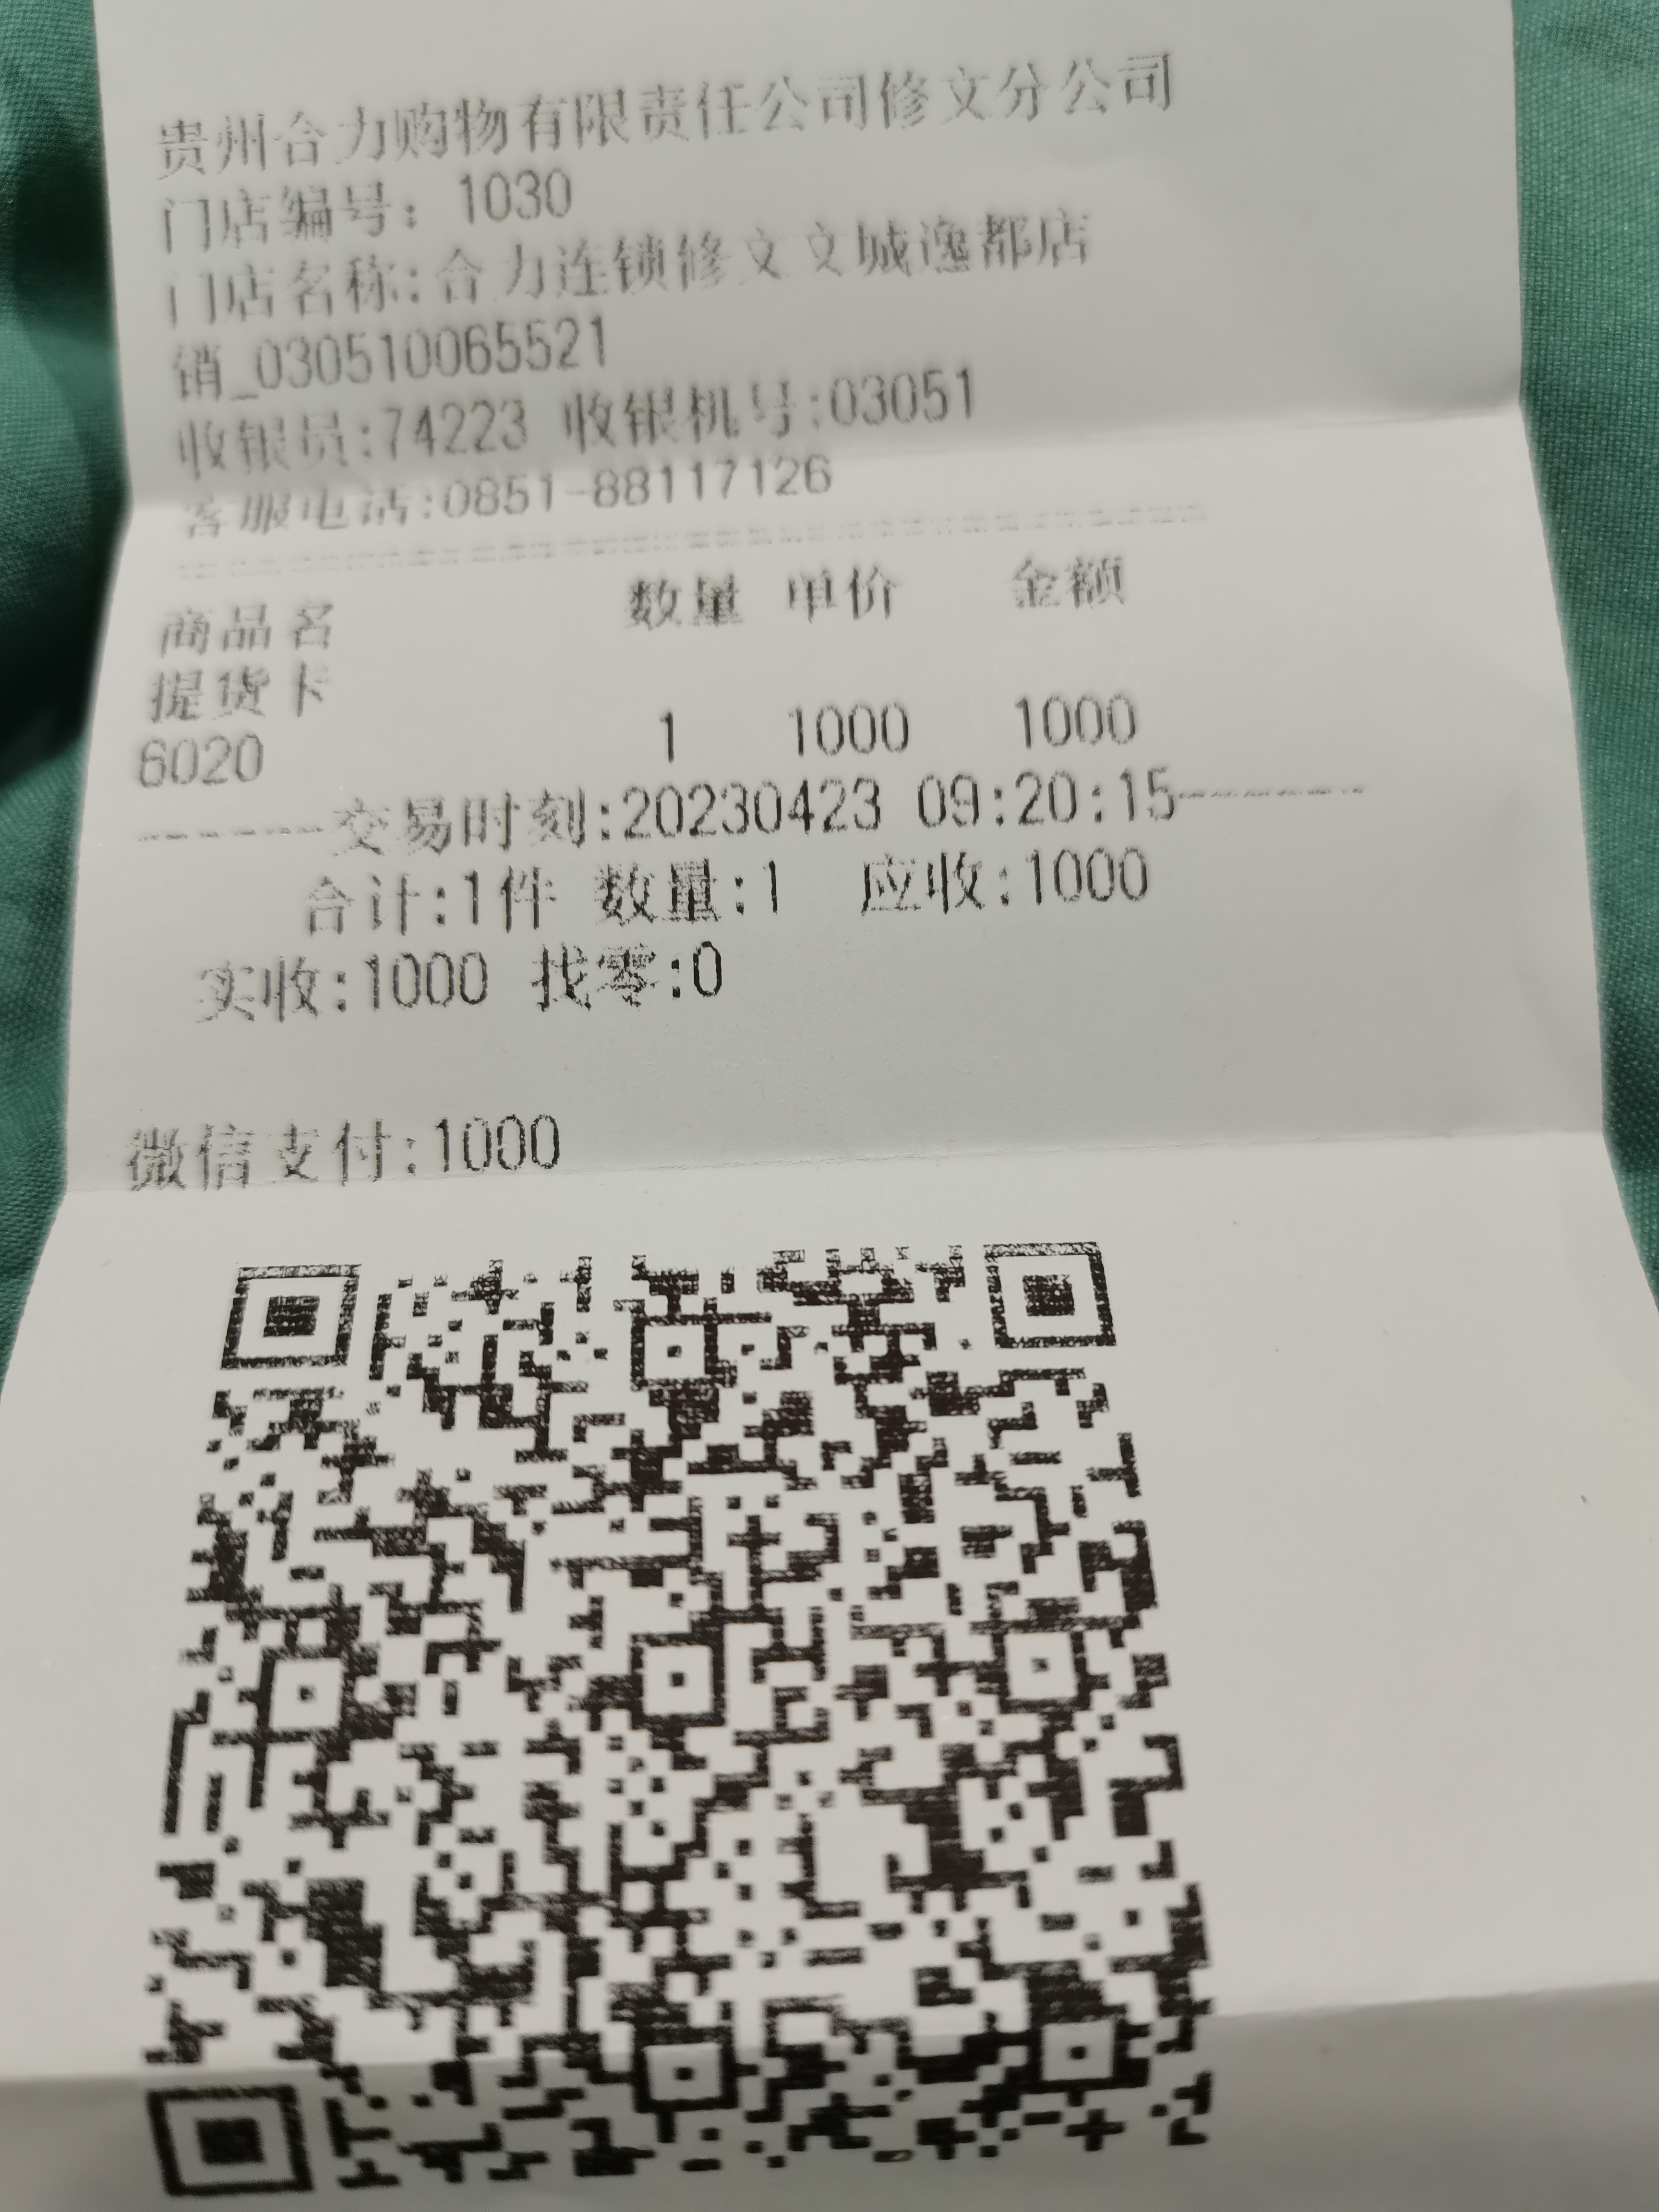 贵州合力购物有限责任公司修文分公司
门店编号：1030
门店名称:合力连锁修文文城逸都店
销_030510065521
收银员:74223 收银机号:03051
客服电话:0851-88117126
商品名 数量 单价 金额
提货卡
6020 1 1000 1000
------交易时刻:20230423 09:20:15------
合计:1件 数量:1 应收:1000
实收:1000 找零:0
微信支付:1000